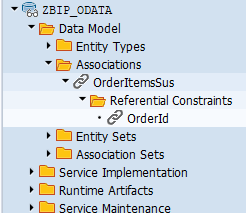 ZBIP_ODATA
Data Model
Entity Types
Associations
OrderItemsSus
Referential Constraints
OrderId
Entity Sets
Association Sets
Service Implementation
Runtime Artifacts
Service Maintenance